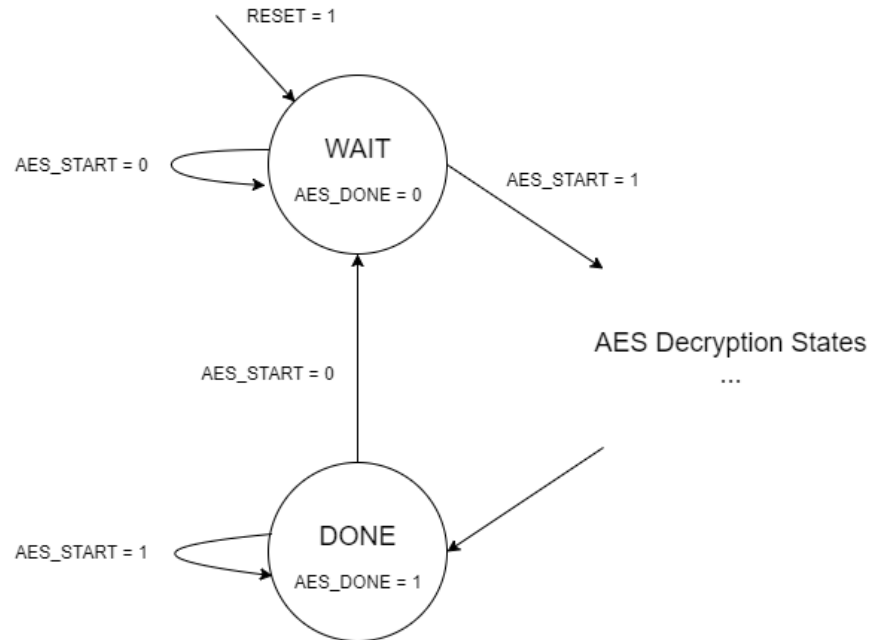 RESET = 1
WAIT
AES_START = 0
AES_DONE = 0
AES_START = 1
AES Decryption States
...
AES_START = 0
DONE
AES_START = 1
AES_DONE = 1